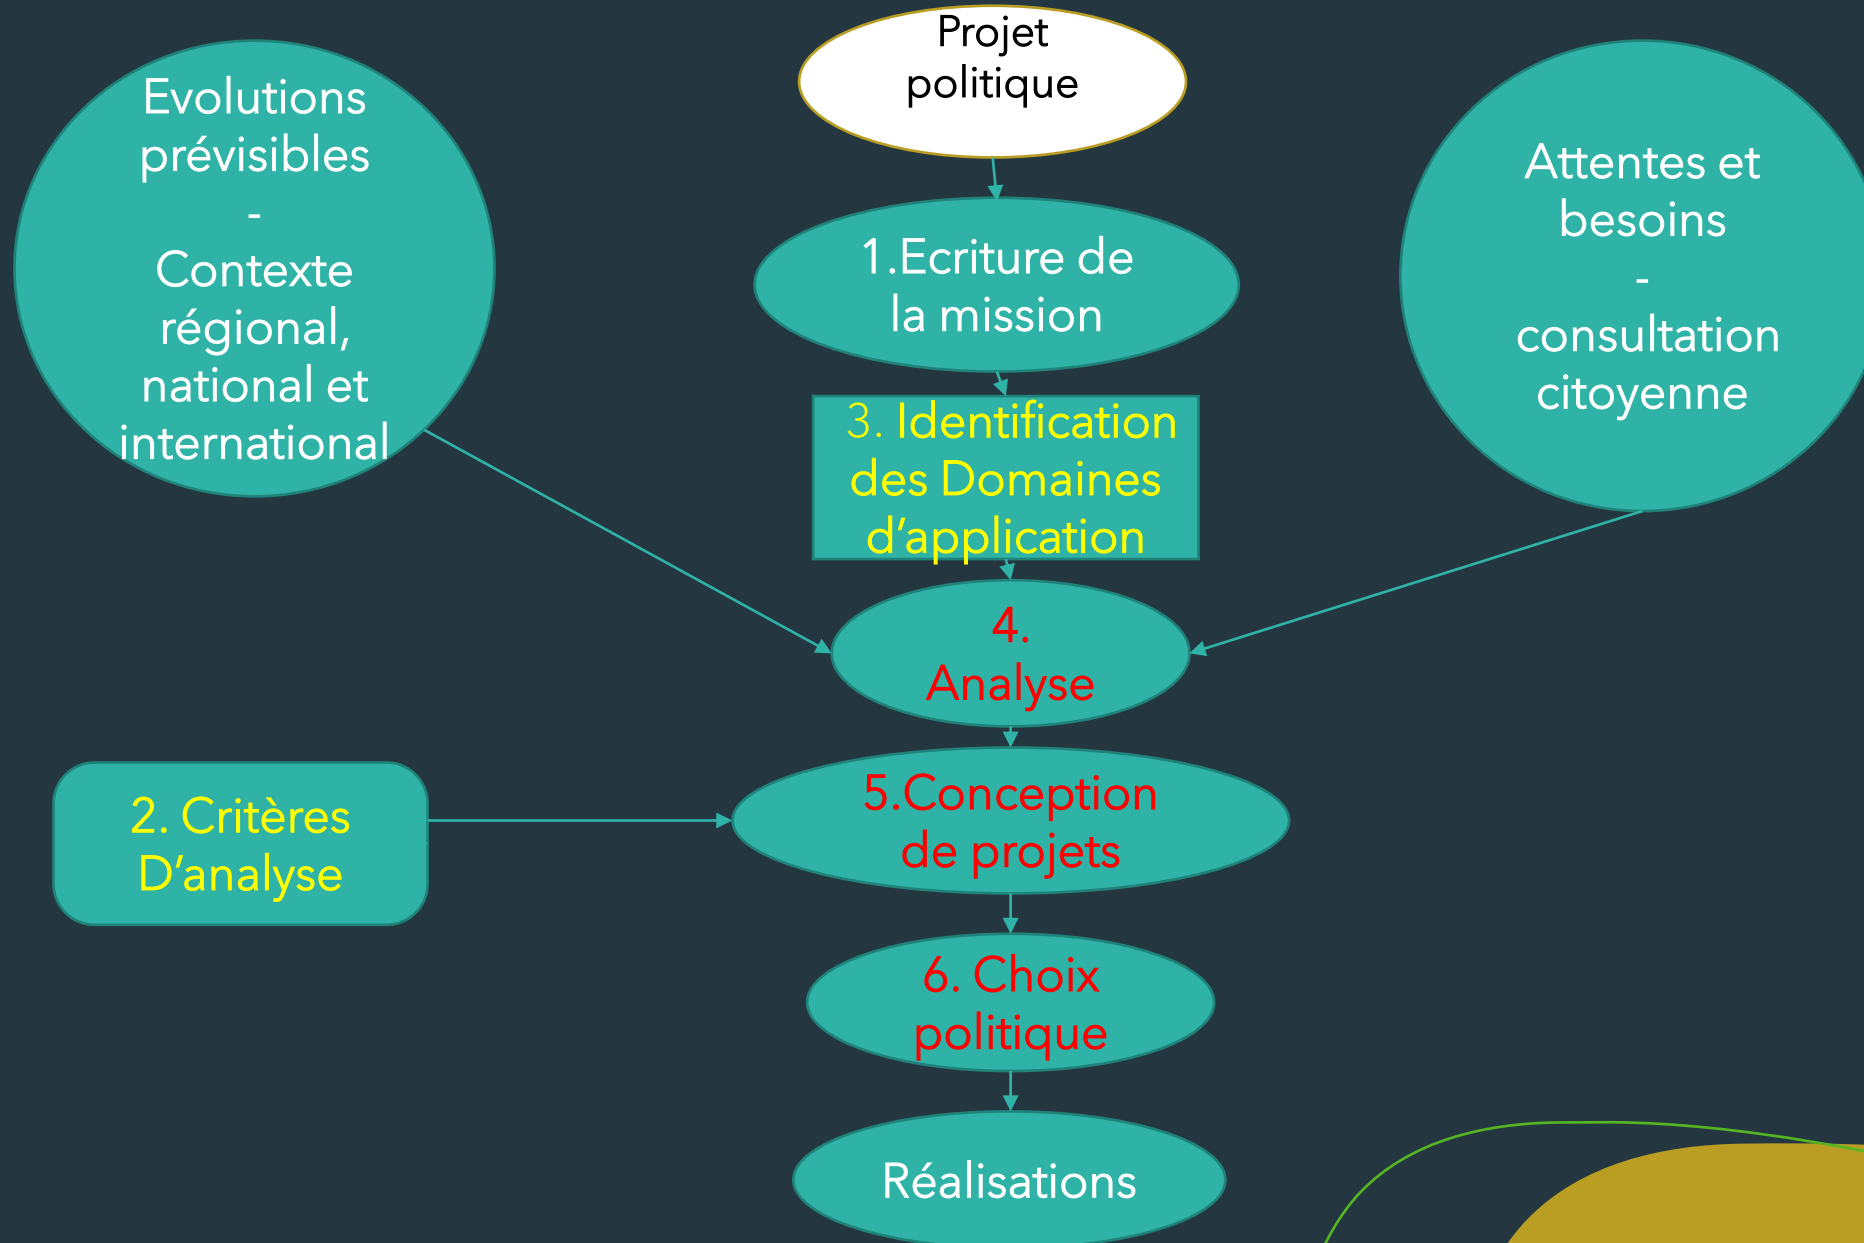 Projet
politique
Evolutions
prévisibles
-
Contexte
régional,
national et
international
Attentes et
besoins
-
consultation
citoyenne
1.Ecriture de
la mission
3. Identification
des Domaines
d’application
4.
Analyse
2. Critères
D’analyse
5.Conception
de projets
6. Choix
politique
Réalisations